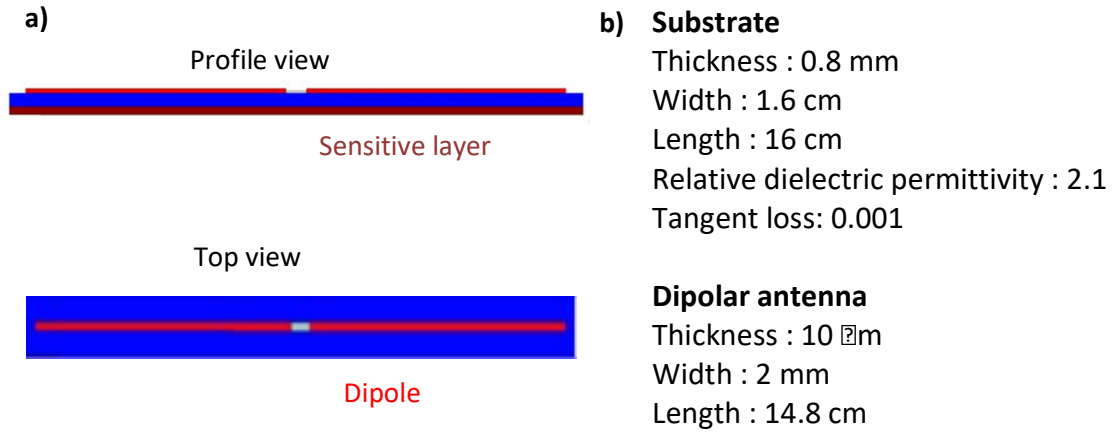 a)
Profile view
Sensitive layer
Top view
Dipole
b) Substrate
Thickness : 0.8 mm
Width : 1.6 cm
Length : 16 cm
Relative dielectric permittivity : 2.1
Tangent loss: 0.001
Dipolar antenna
Thickness : 10 �m
Width : 2 mm
Length : 14.8 cm